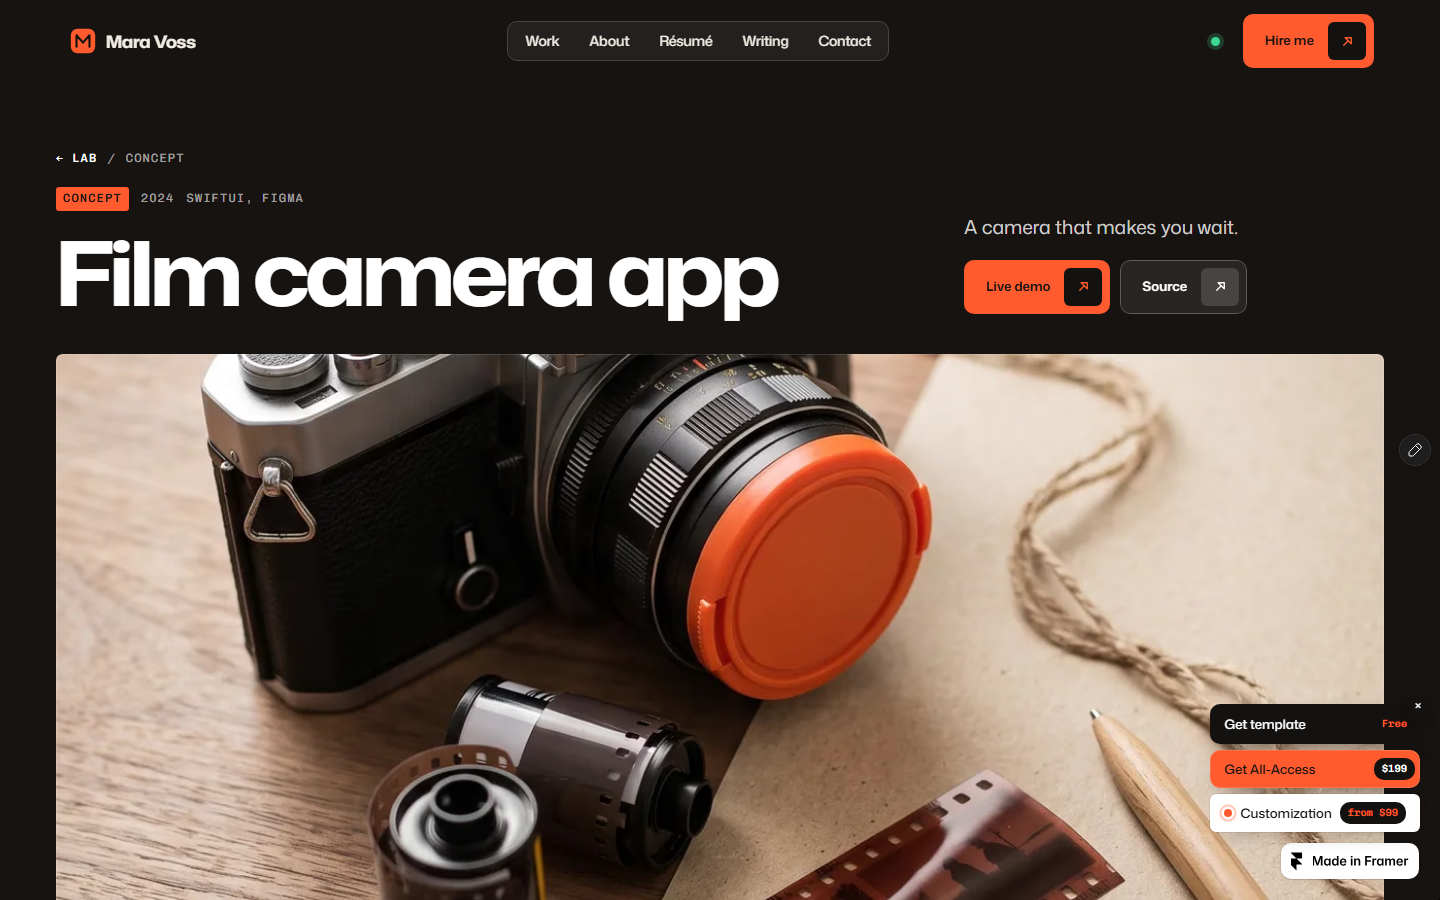 Mara Voss
Work About Résumé Writing Contact
Hire me
← LAB / CONCEPT
CONCEPT 2024 SWIFTUI, FIGMA
Film camera app
A camera that makes you wait.
Live demo
Source
Get template Free
Get All-Access $199
Customization from $99
Made in Framer